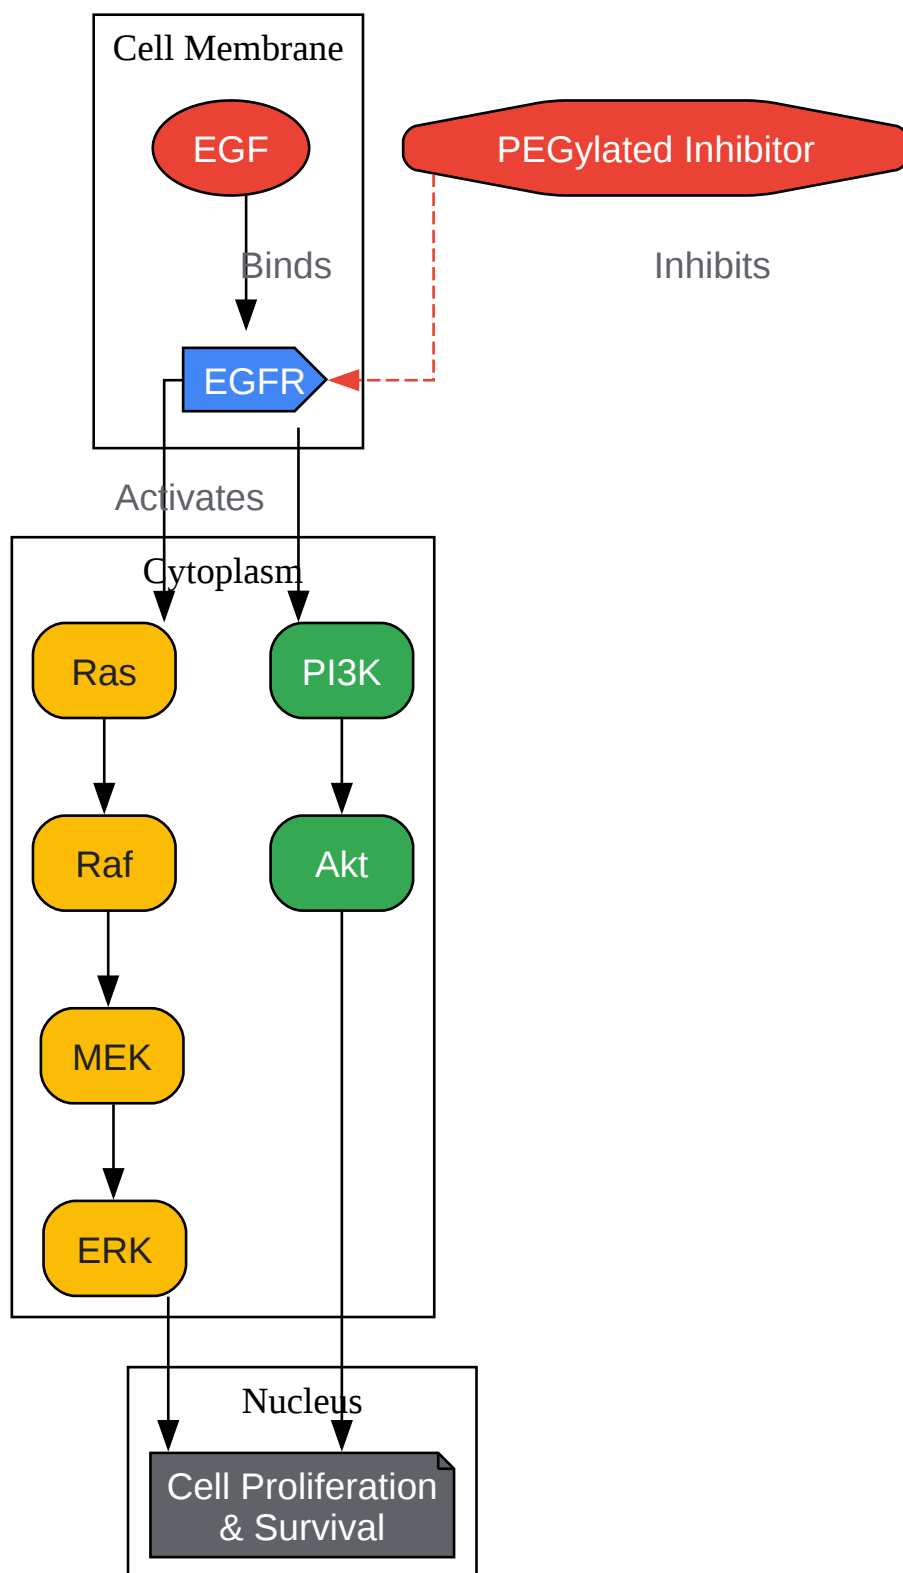 Cell Membrane
EGF
PEGylated Inhibitor
Binds
Inhibits
EGFR
Activates
Cytoplasm
Ras
PI3K
Raf
Akt
MEK
ERK
Nucleus
Cell Proliferation
& Survival